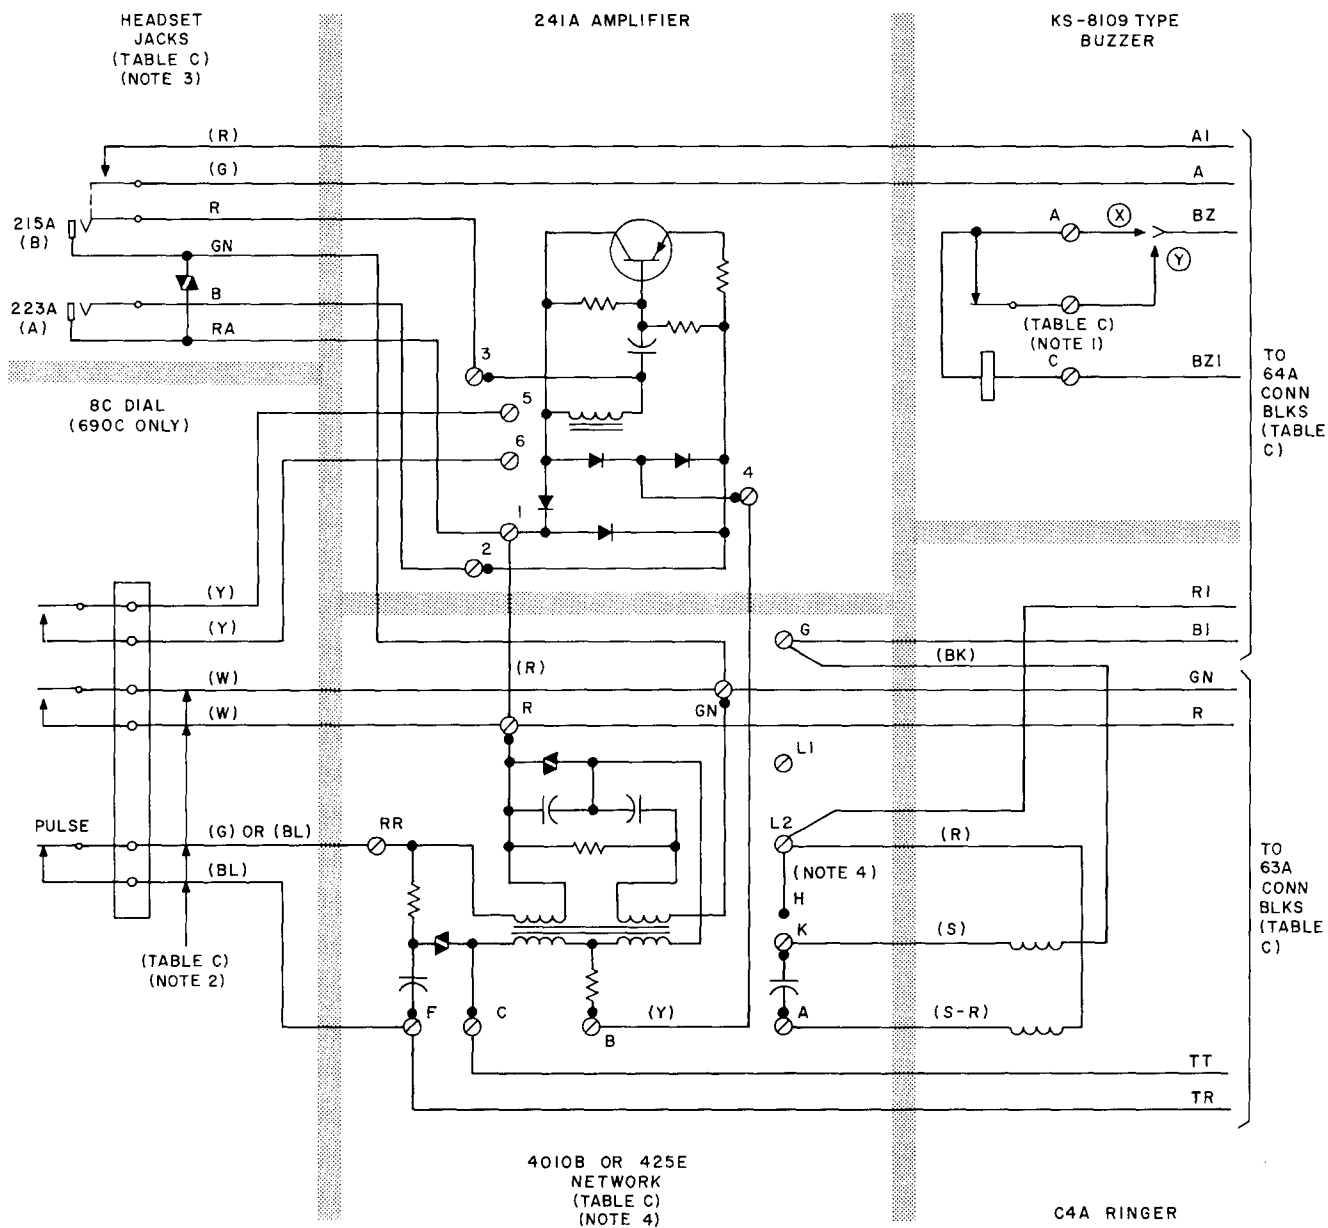 HEADSET
JACKS
(TABLE C)
(NOTE 3)
241A AMPLIFIER
KS-8109 TYPE
BUZZER
(R)
A1
(G)
A
R
215A
(B)
GN
A
X
BZ
Y
B
223A
(A)
RA
(TABLE C)
(NOTE 1)
3
C
BZ1
TO
64A
CONN
BLKS
(TABLE
C)
8C DIAL
(690C ONLY)
5
6
4
1
2
(Y)
R1
(Y)
G
B1
(R)
(BK)
(W)
GN
GN
(W)
R
R
L1
PULSE
(G) OR (BL)
RR
L2
(R)
(BL)
(NOTE 4)
H
TO
63A
CONN
BLKS
(TABLE
C)
K
(S)
(TABLE C)
(NOTE 2)
F
C
B
(Y)
A
(S-R)
TT
TR
4010B OR 425E
NETWORK
(TABLE C)
(NOTE 4)
C4A RINGER